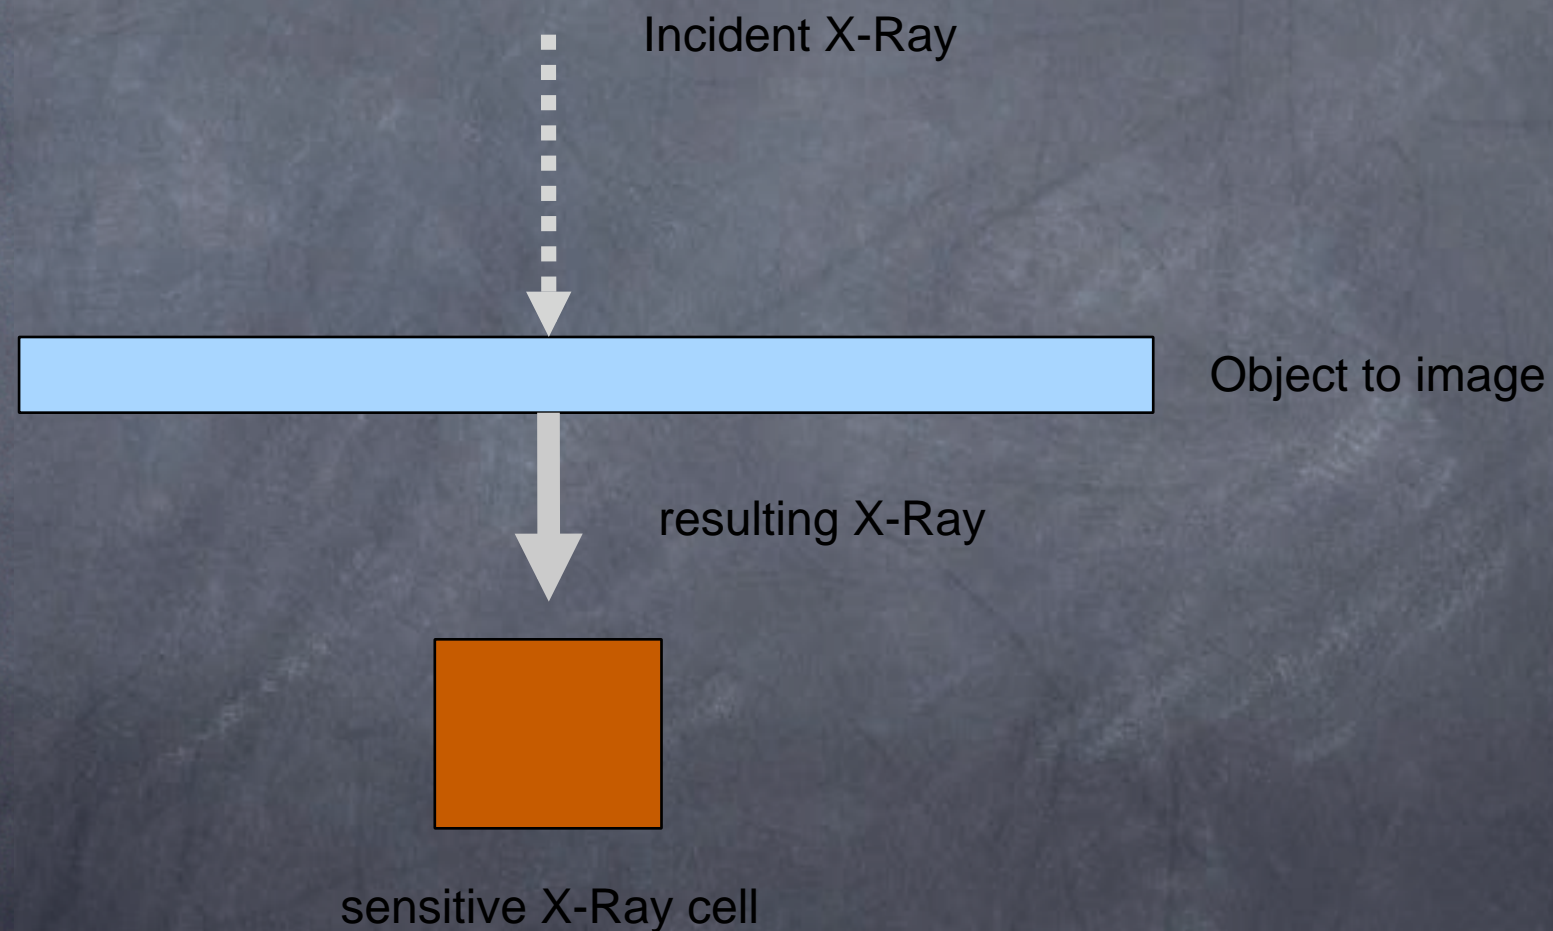 Incident X-Ray
Object to image
resulting X-Ray
sensitive X-Ray cell